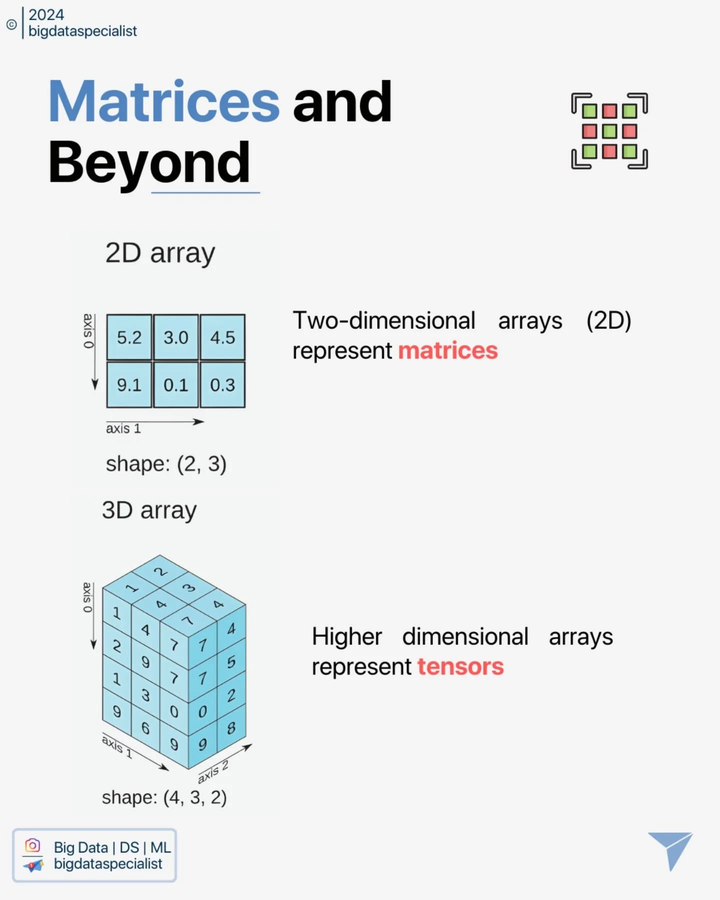 ©
2024
bigdataspecialist
Matrices and
Beyond
2D array
axis 0
5.2 3.0 4.5
9.1 0.1 0.3
axis 1
shape: (2, 3)
Two-dimensional arrays (2D)
represent matrices
3D array
axis 0
2
1 3
4 4
7
1 4 7 7 4
2 9 7 7 5
1 3 0 0 2
9 6 9 9 8
axis 1
axis 2
shape: (4, 3, 2)
Higher dimensional arrays
represent tensors
Big Data | DS | ML
bigdataspecialist